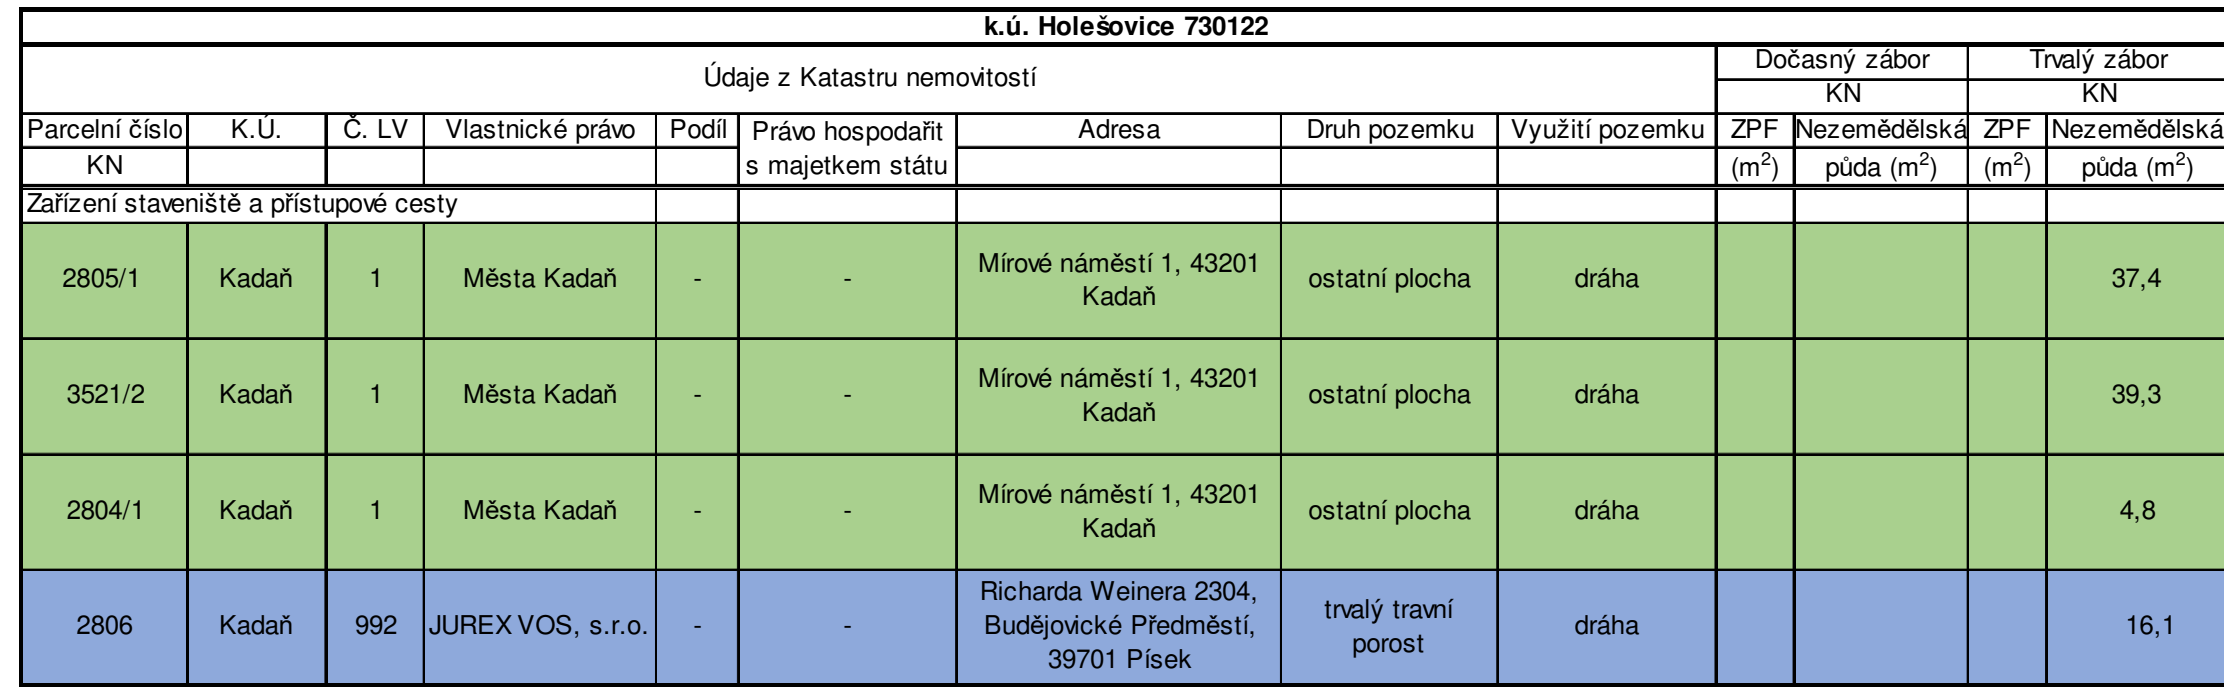 k.ú. Holešovice 730122
Údaje z Katastru nemovitostí
Dočasný zábor
Trvalý zábor
KN
KN
Parcelní číslo K.Ú. Č. LV Vlastnické právo Podíl Právo hospodařit Adresa Druh pozemku Využití pozemku ZPF Nezemědělská ZPF Nezemědělská
KN s majetkem státu (m²) půda (m²) (m²) půda (m²)
Zařízení staveniště a přístupové cesty
2805/1 Kadaň 1 Města Kadaň - - Mírové náměstí 1, 43201
Kadaň
ostatní plocha dráha 37,4
3521/2 Kadaň 1 Města Kadaň - - Mírové náměstí 1, 43201
Kadaň
ostatní plocha dráha 39,3
2804/1 Kadaň 1 Města Kadaň - - Mírové náměstí 1, 43201
Kadaň
ostatní plocha dráha 4,8
2806 Kadaň 992 JUREX VOS, s.r.o. - - Richarda Weinera 2304,
Budějovické Předměstí,
39701 Písek
trvalý travní
porost
dráha 16,1